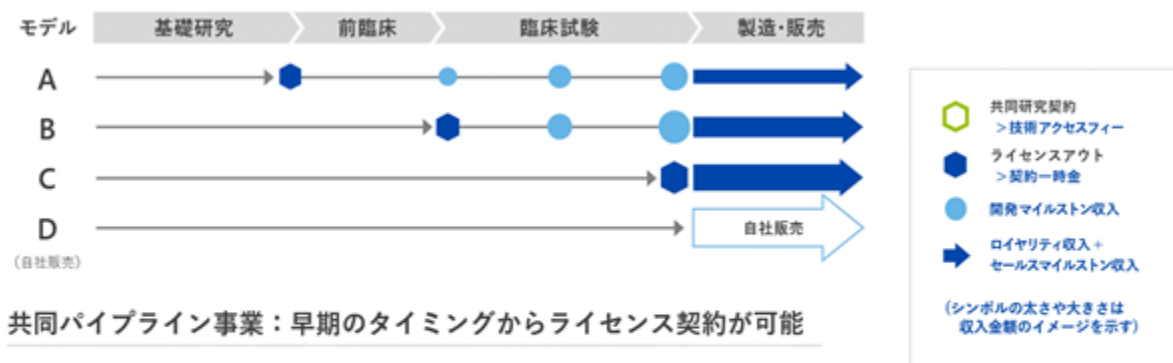 モデル 基礎研究 前臨床 臨床試験 製造・販売
A
B
C
D 自社販売
(自社販売)
共同パイプライン事業：早期のタイミングからライセンス契約が可能
共同研究契約
>技術アクセスフィー
ライセンスアウト
>契約一時金
開発マイルストン収入
ロイヤリティ収入+
セールスマイルストン収入
(シンボルの太さや大きさは
収入金額のイメージを示す)